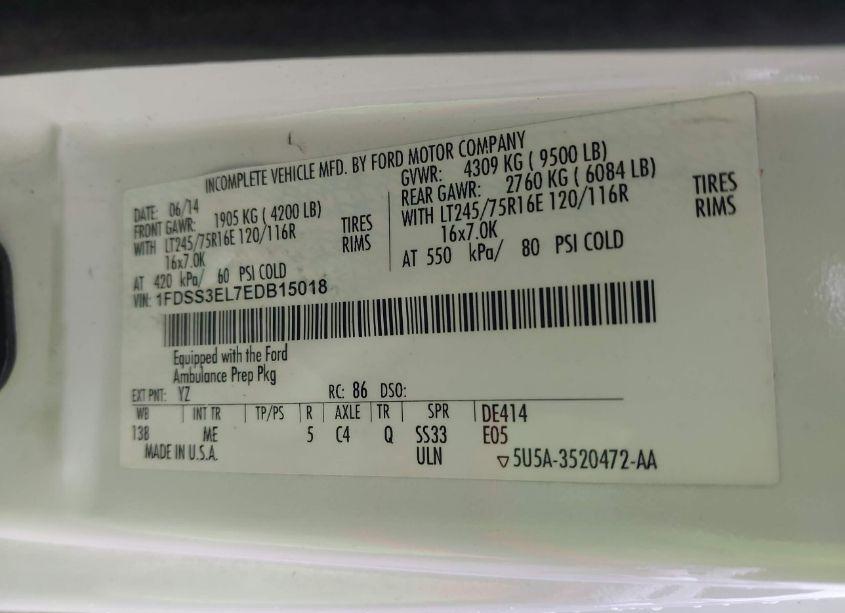 INCOMPLETE VEHICLE MFD. BY FORD MOTOR COMPANY
DATE: 06/14
FRONT GAWR: 1905 KG ( 4200 LB)
WITH LT245/75R16E 120/116R TIRES
16x7.0K RIMS
AT 420 kPa/ 60 PSI COLD
GVWR: 4309 KG ( 9500 LB)
REAR GAWR: 2760 KG ( 6084 LB)
WITH LT245/75R16E 120/116R TIRES
16x7.0K RIMS
AT 550 kPa/ 80 PSI COLD
VIN: 1FDSS3EL7EDB15018
Equipped with the Ford
Ambulance Prep Pkg
EXT PNT: YZ RC: 86 DSO:
WB INT TR TP/PS R AXLE TR SPR DE414
138 ME 5 C4 Q SS33 E05
MADE IN U.S.A. ULN ▽5U5A-3520472-AA